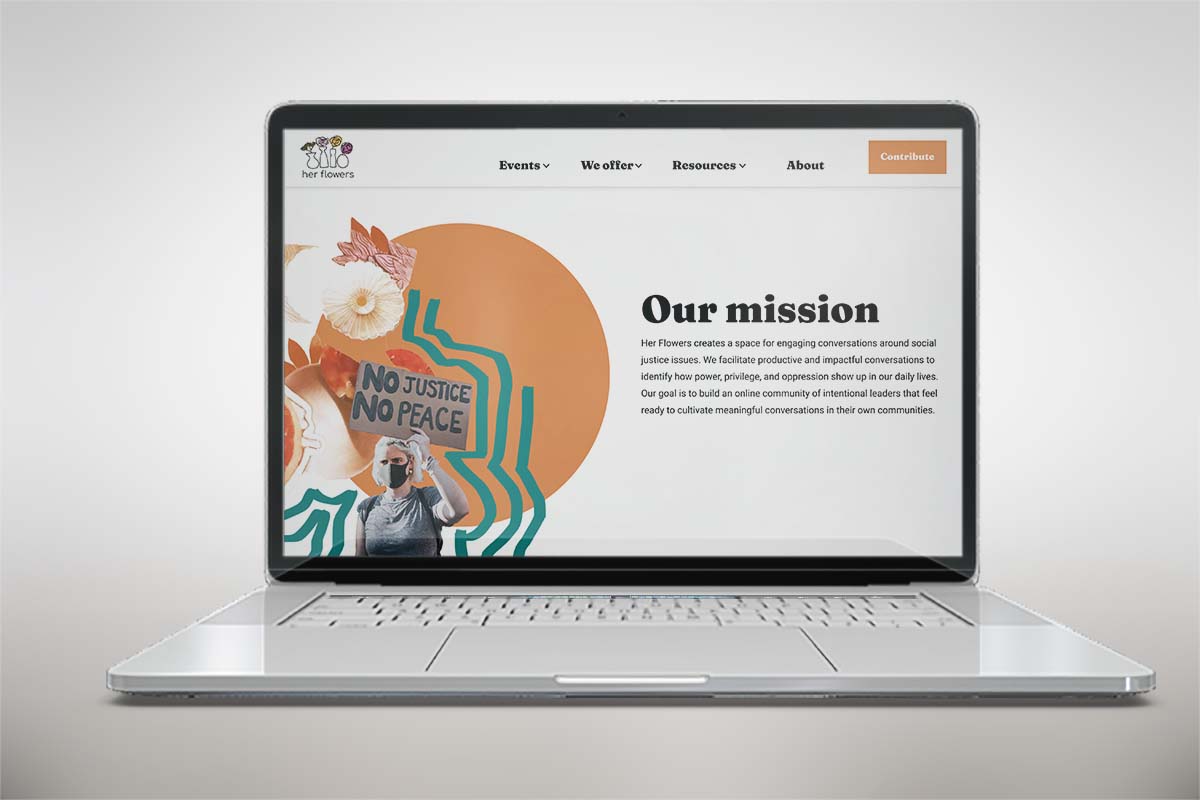 her flowers
Events
We offer
Resources
About
Contribute
Our mission
Her Flowers creates a space for engaging conversations around social
justice issues. We facilitate productive and impactful conversations to
identify how power, privilege, and oppression show up in our daily lives.
Our goal is to build an online community of intentional leaders that feel
ready to cultivate meaningful conversations in their own communities.
NO JUSTICE
NO PEACE